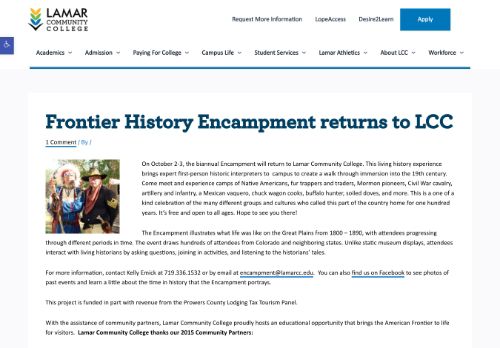 LAMAR
COMMUNITY
COLLEGE
Request More Information LopeAccess Desire2Learn Apply
Academics Admission Paying For College Campus Life Student Services Lamar Athletics About LCC Workforce
Frontier History Encampment returns to LCC
1 Comment / By /
On October 2-3, the biannual Encampment will return to Lamar Community College. This living history experience
brings expert first-person historic interpreters to campus to create a walk through immersion into the 19th century.
Come meet and experience camps of Native Americans, fur trappers and traders, Mormon pioneers, Civil War cavalry,
artillery and infantry, a Mexican vaquero, chuck wagon cooks, buffalo hunter, soiled doves, and more. This is a one of a
kind celebration of the many different groups and cultures who called this part of the country home for one hundred
years. It's free and open to all ages. Hope to see you there!
The Encampment illustrates what life was like on the Great Plains from 1800 – 1890, with attendees progressing
through different periods in time. The event draws hundreds of attendees from Colorado and neighboring states. Unlike static museum displays, attendees
interact with living historians by asking questions, joining in activities, and listening to the historians' tales.
For more information, contact Kelly Emick at 719.336.1532 or by email at encampment@lamarcc.edu. You can also find us on Facebook to see photos of
past events and learn a little about the time in history that the Encampment portrays.
This project is funded in part with revenue from the Prowers County Lodging Tax Tourism Panel.
With the assistance of community partners, Lamar Community College proudly hosts an educational opportunity that brings the American Frontier to life
for visitors. Lamar Community College thanks our 2015 Community Partners: